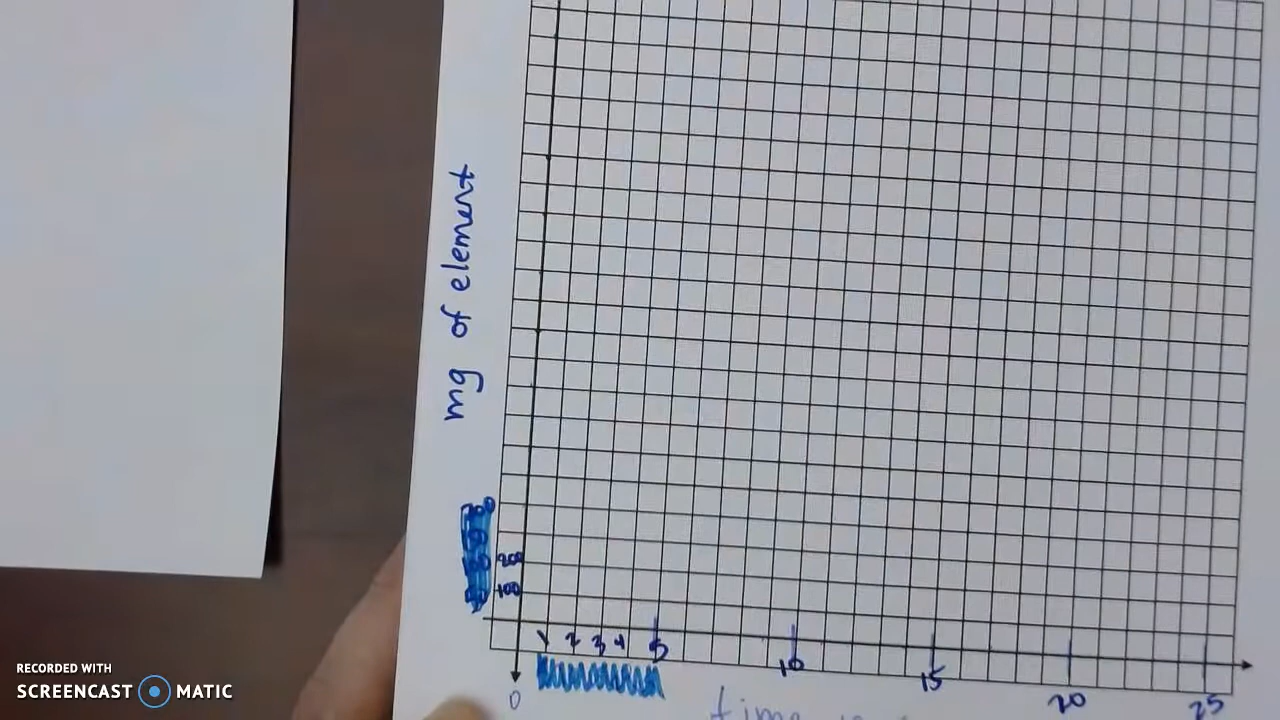 mg of element
200
100
1 2 3 4 5 10 15 20 25
0
time
RECORDED WITH
SCREENCAST MATIC